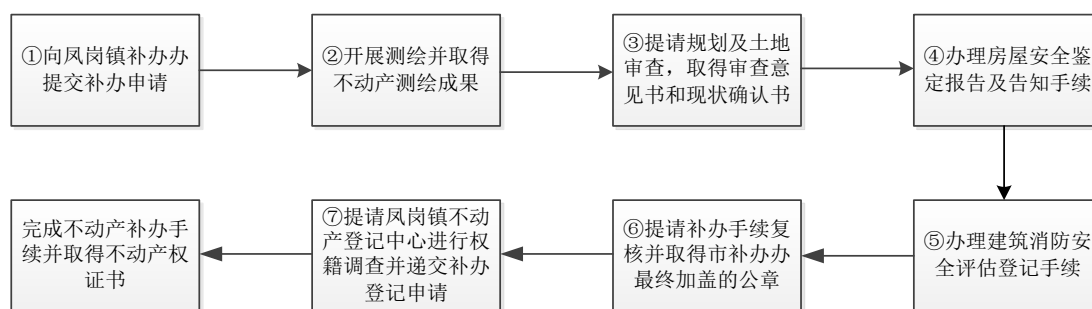 ①向凤岗镇补办办
提交补办申请
②开展测绘并取得
不动产测绘成果
③提请规划及土地
审查，取得审查意
见书和现状确认书
④办理房屋安全鉴
定报告及告知手续
⑤办理建筑消防安
全评估登记手续
⑥提请补办手续复
核并取得市补办办
最终加盖的公章
⑦提请凤岗镇不动
产登记中心进行权
籍调查并递交补办
登记申请
完成不动产补办手
续并取得不动产权
证书